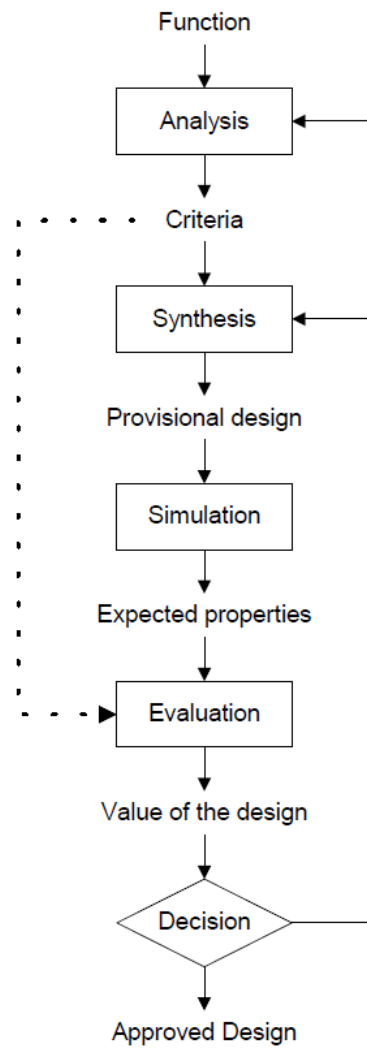 Function
Analysis
Criteria
Synthesis
Provisional design
Simulation
Expected properties
Evaluation
Value of the design
Decision
Approved Design